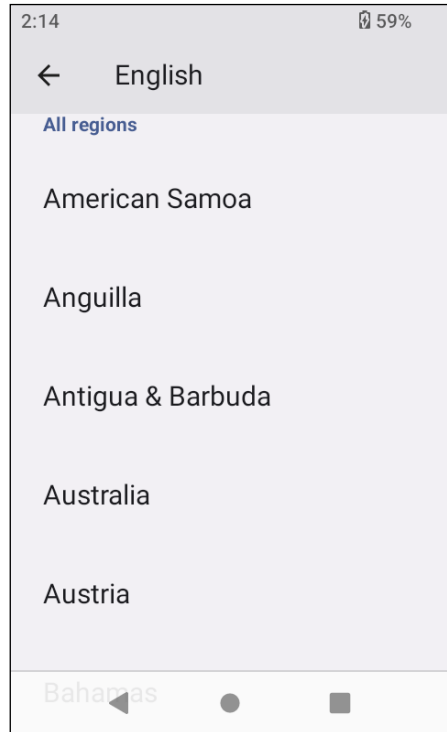 2:14 59%
English
All regions
American Samoa
Anguilla
Antigua & Barbuda
Australia
Austria
Bahamas